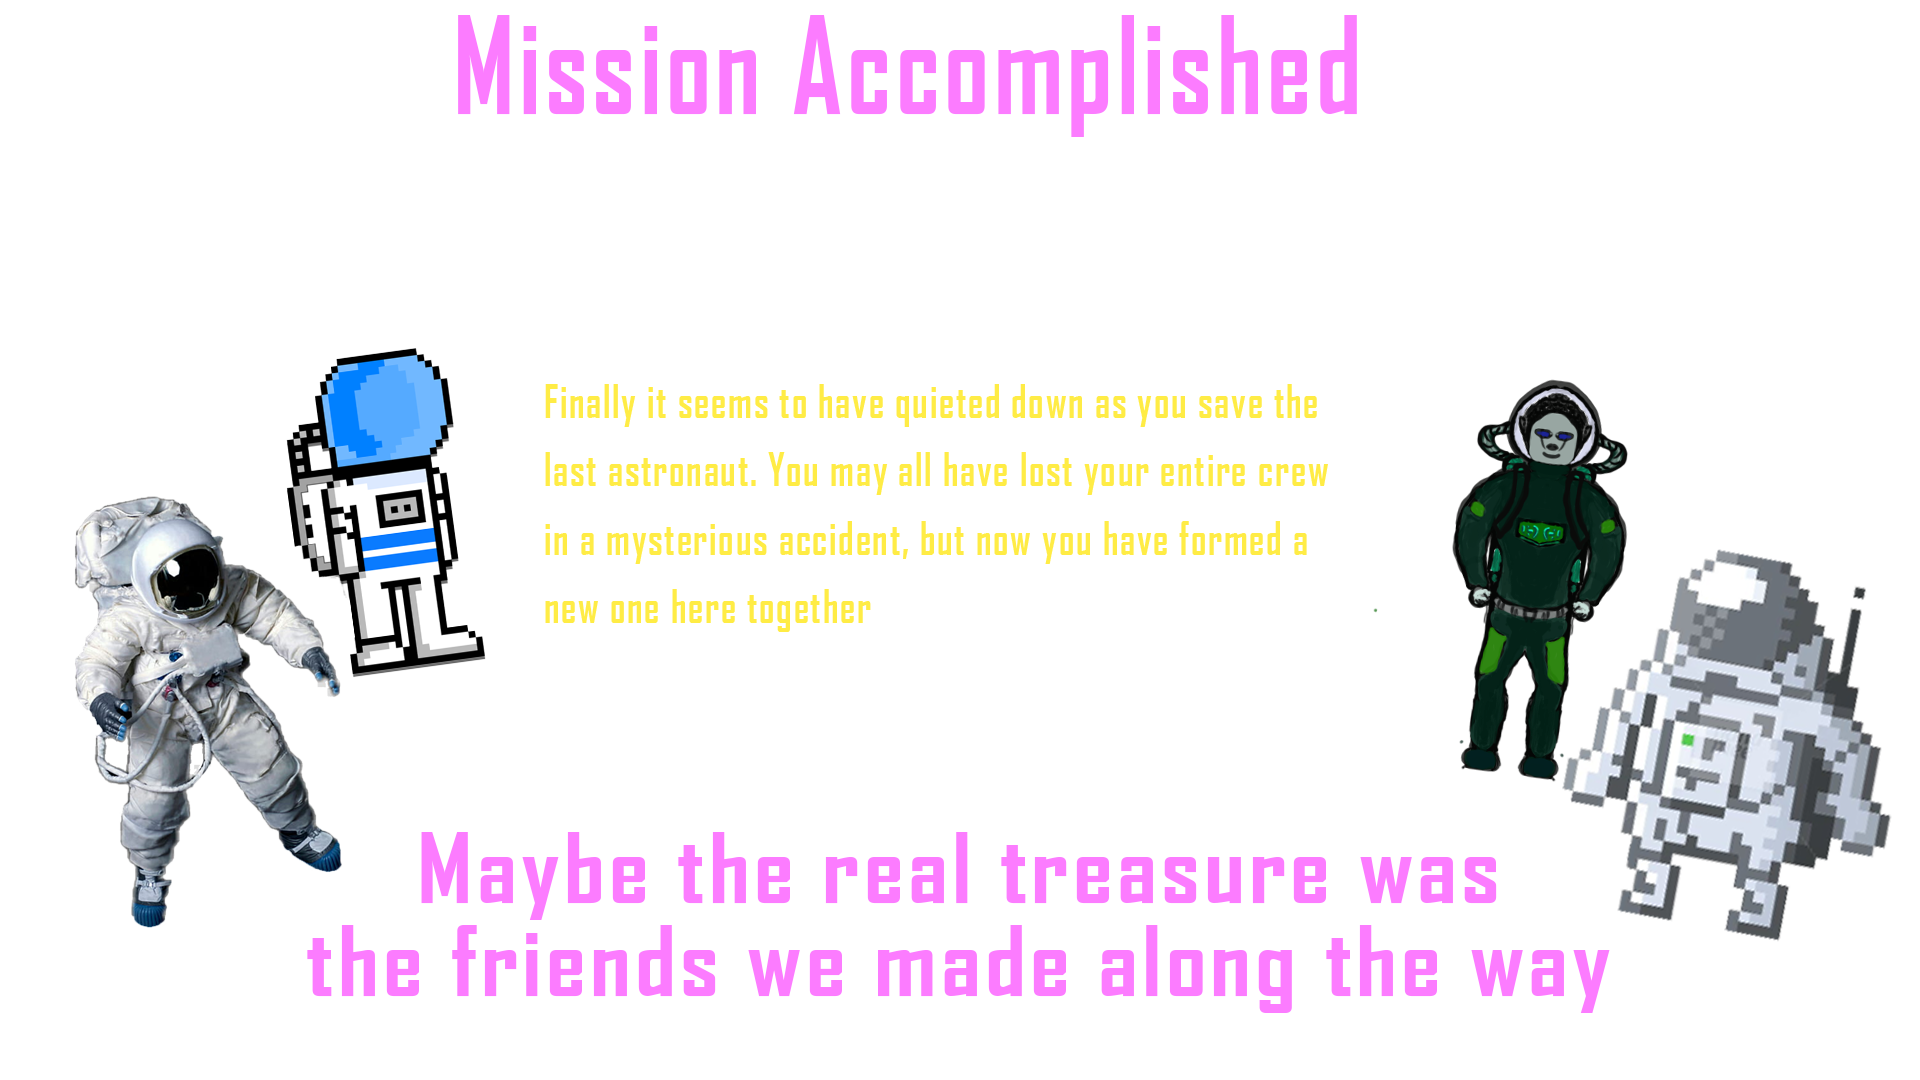 Mission Accomplished
Finally it seems to have quieted down as you save the
last astronaut. You may all have lost your entire crew
in a mysterious accident, but now you have formed a
new one here together
Maybe the real treasure was
the friends we made along the way